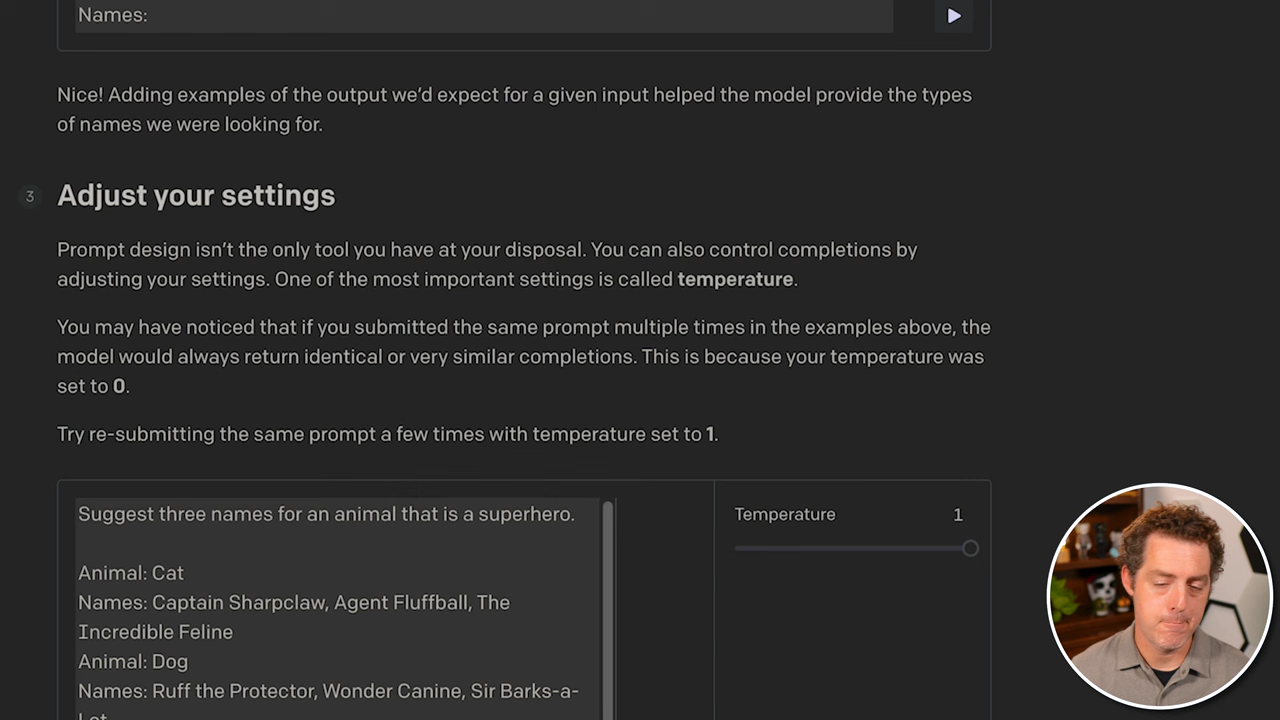 Names:
Nice! Adding examples of the output we’d expect for a given input helped the model provide the types
of names we were looking for.
3
Adjust your settings
Prompt design isn’t the only tool you have at your disposal. You can also control completions by
adjusting your settings. One of the most important settings is called temperature.
You may have noticed that if you submitted the same prompt multiple times in the examples above, the
model would always return identical or very similar completions. This is because your temperature was
set to 0.
Try re-submitting the same prompt a few times with temperature set to 1.
Suggest three names for an animal that is a superhero.
Animal: Cat
Names: Captain Sharpclaw, Agent Fluffball, The
Incredible Feline
Animal: Dog
Names: Ruff the Protector, Wonder Canine, Sir Barks-a-
Lot
Temperature 1